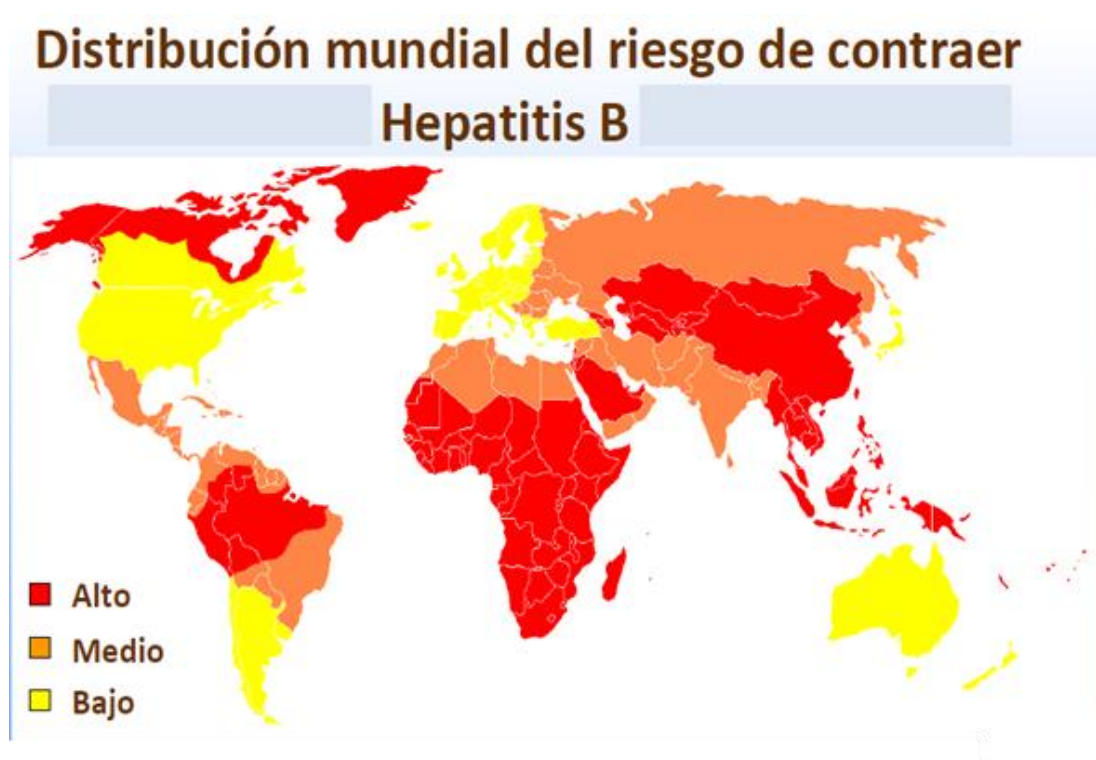 Distribución mundial del riesgo de contraer
Hepatitis B
Alto
Medio
Bajo